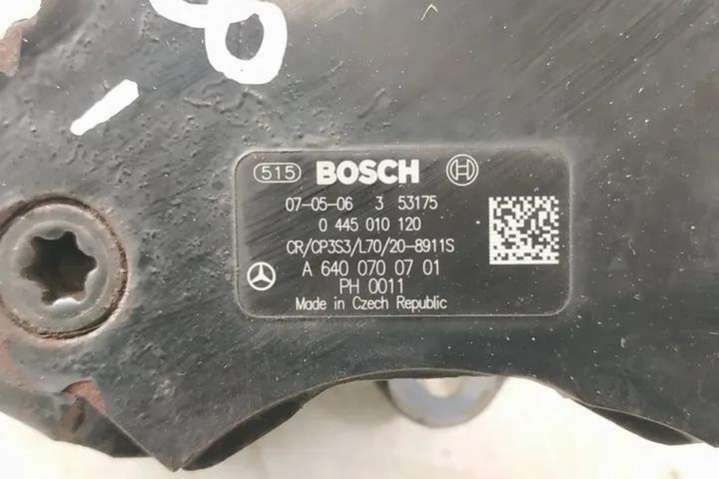 515 BOSCH
07-05-06 3 53175
0 445 010 120
CR/CP3S3/L70/20-8911S
A 640 070 07 01
PH 0011
Made in Czech Republic